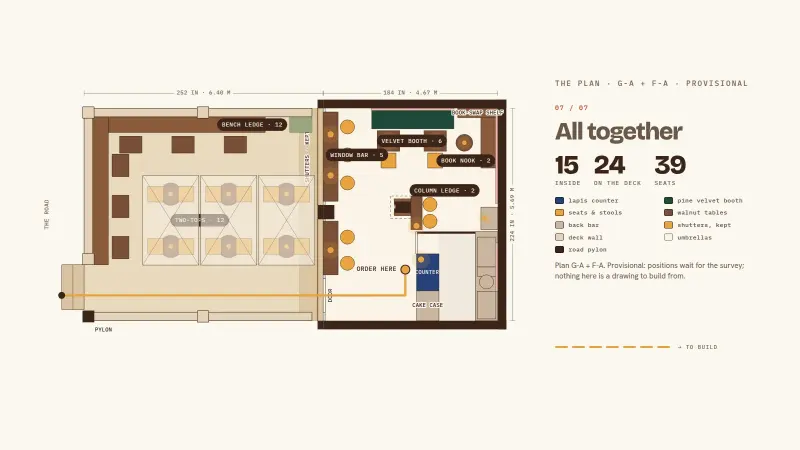 THE PLAN · G-A + F-A · PROVISIONAL
07 / 07
All together
15 24 39
INSIDE ON THE DECK SEATS
lapis counter
pine velvet booth
seats & stools
walnut tables
back bar
shutters, kept
deck wall
umbrellas
road pylon
Plan G-A + F-A. Provisional: positions wait for the survey;
nothing here is a drawing to build from.
→ TO BUILD
252 IN · 6.40 M
184 IN · 4.67 M
224 IN · 5.69 M
THE ROAD
BENCH LEDGE · 12
BOOK-SWAP SHELF
VELVET BOOTH · 6
WINDOW BAR · 5
BOOK NOOK · 2
COLUMN LEDGE · 2
TWO-TOPS · 12
ORDER HERE
COUNTER
DOOR
CAKE CASE
PYLON